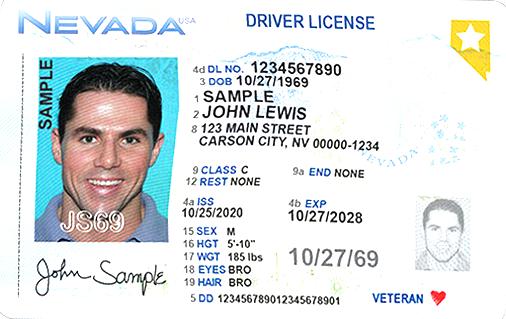 NEVADA USA
DRIVER LICENSE
SAMPLE
4d DL NO. 1234567890
3 DOB 10/27/1969
1 SAMPLE
2 JOHN LEWIS
8 123 MAIN STREET
CARSON CITY, NV 00000-1234
NEVADA
9 CLASS C 9a END NONE
12 REST NONE
4a ISS 4b EXP
10/25/2020 10/27/2028
JS69
15 SEX M
16 HGT 5'-10"
17 WGT 185 lbs
10/27/69
18 EYES BRO
19 HAIR BRO
John Sample
5 DD 12345678901234578901
VETERAN